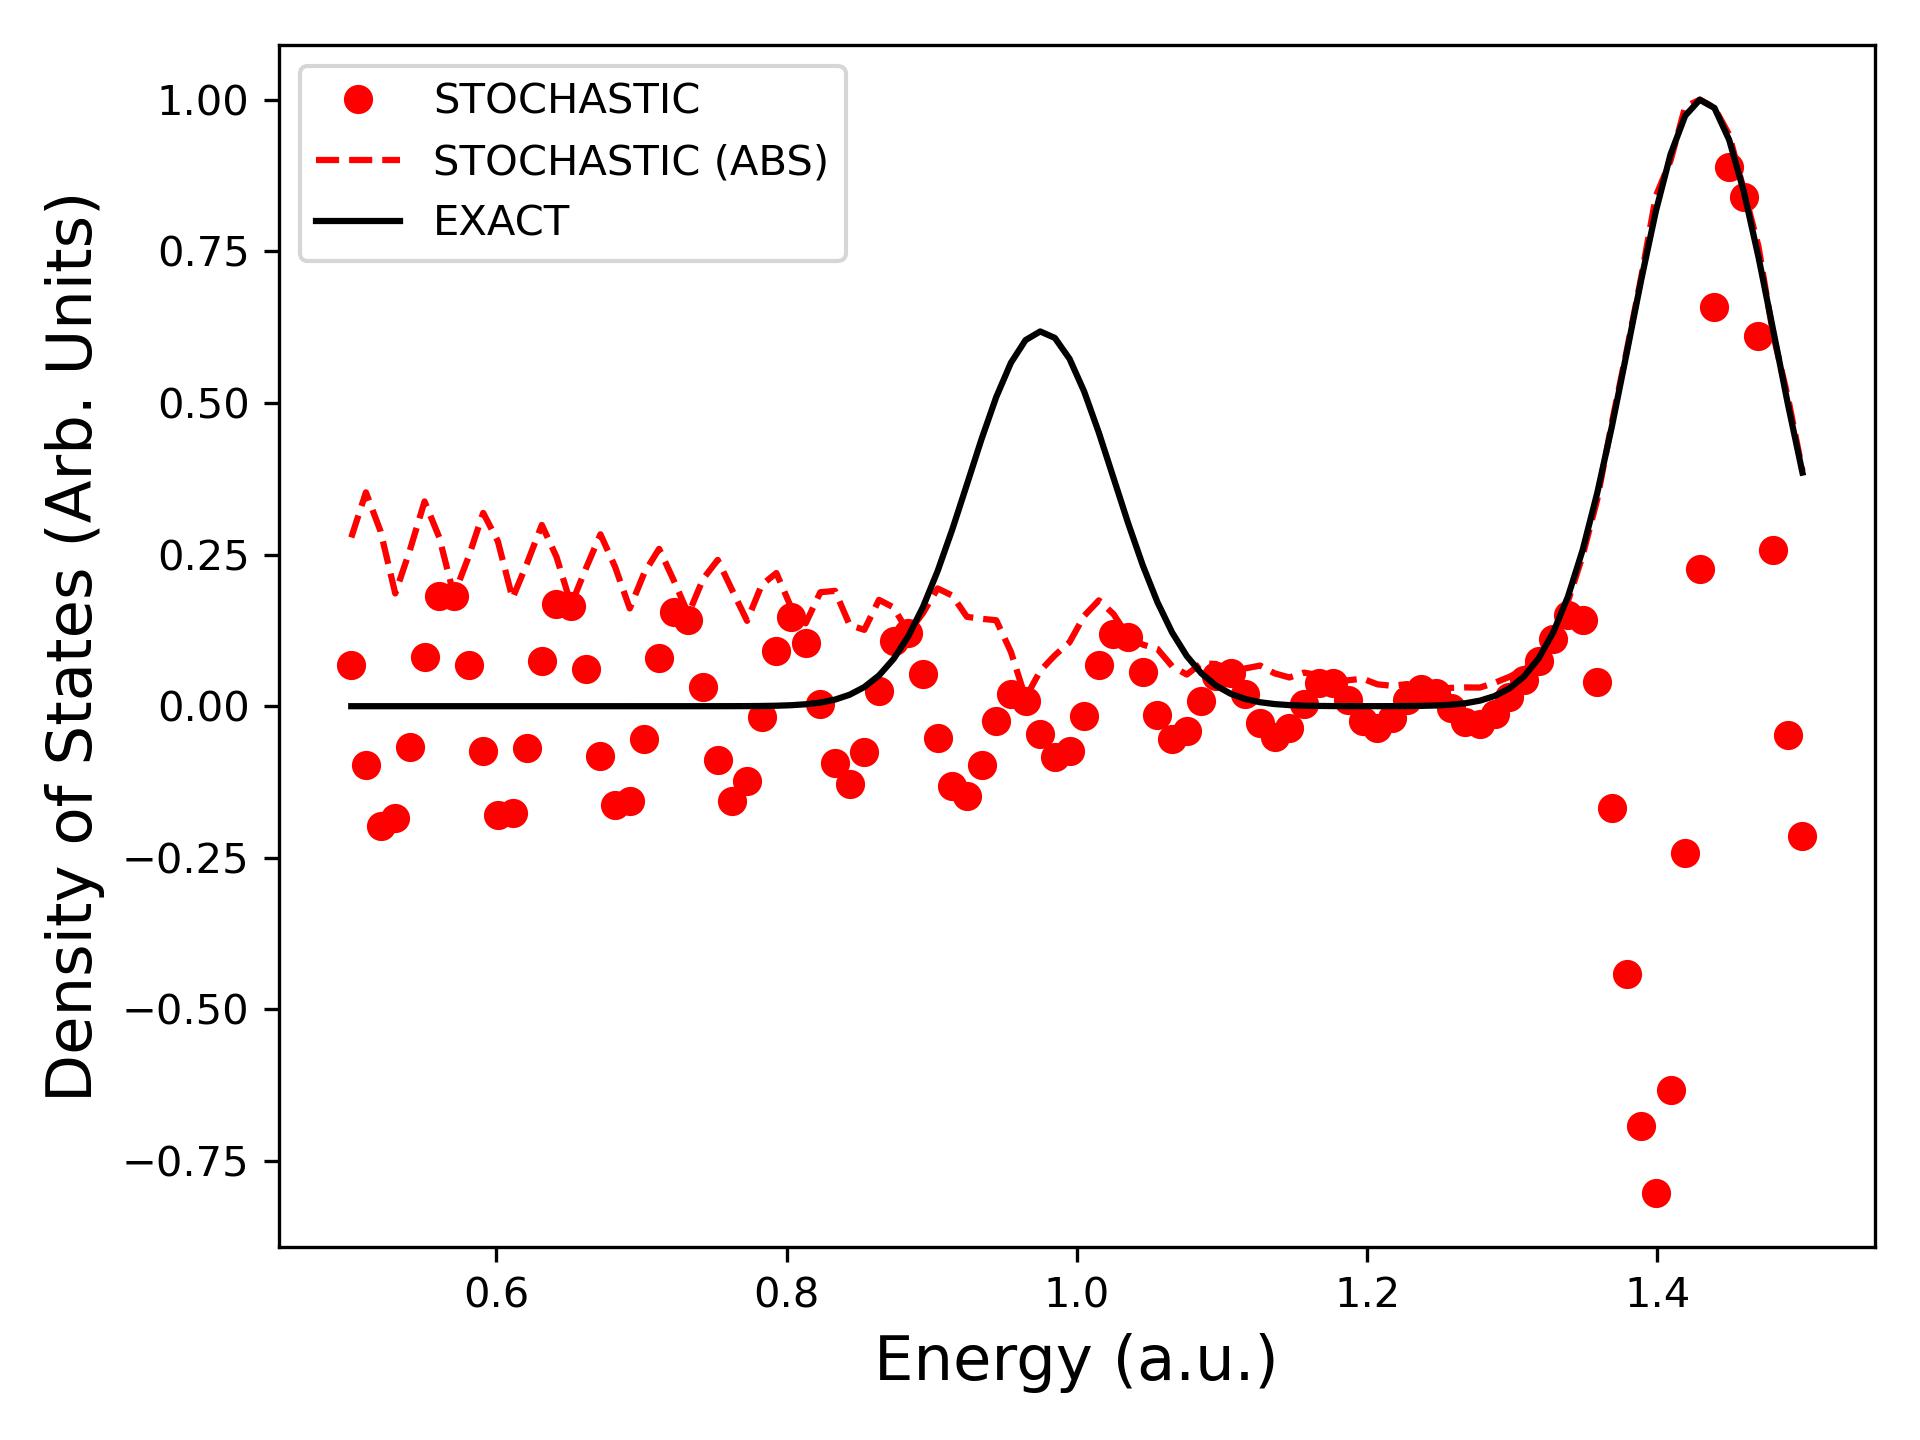 STOCHASTIC
STOCHASTIC (ABS)
EXACT
Density of States (Arb. Units)
1.00
0.75
0.50
0.25
0.00
−0.25
−0.50
−0.75
0.6 0.8 1.0 1.2 1.4
Energy (a.u.)